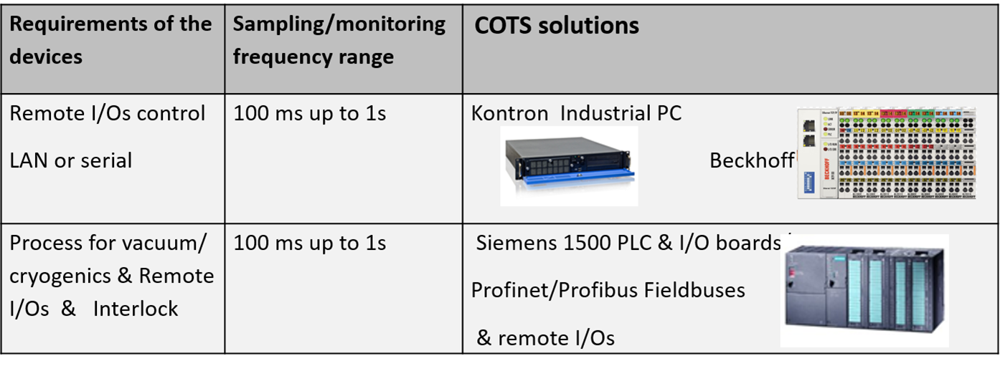 Requirements of the
devices
Sampling/monitoring
frequency range
COTS solutions
Remote I/Os control
LAN or serial
100 ms up to 1s
Kontron Industrial PC
Beckhoff
BECKHOFF
Process for vacuum/
cryogenics & Remote
I/Os & Interlock
100 ms up to 1s
Siemens 1500 PLC & I/O boards
Profinet/Profibus Fieldbuses
& remote I/Os